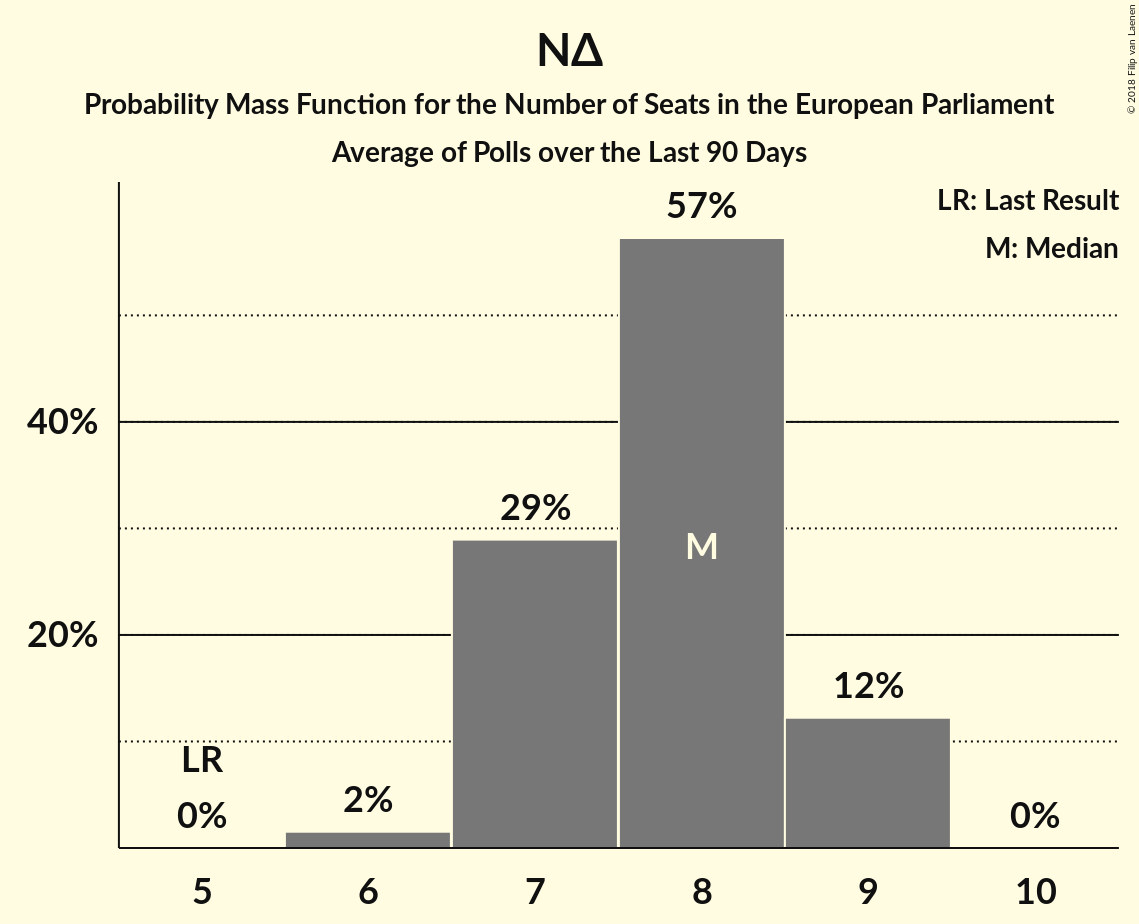 ΝΔ
Probability Mass Function for the Number of Seats in the European Parliament
Average of Polls over the Last 90 Days
© 2018 Filip van Laenen
LR: Last Result
M: Median
57%
40%
29%
M
20%
12%
LR
2%
0%
0%
5 6 7 8 9 10